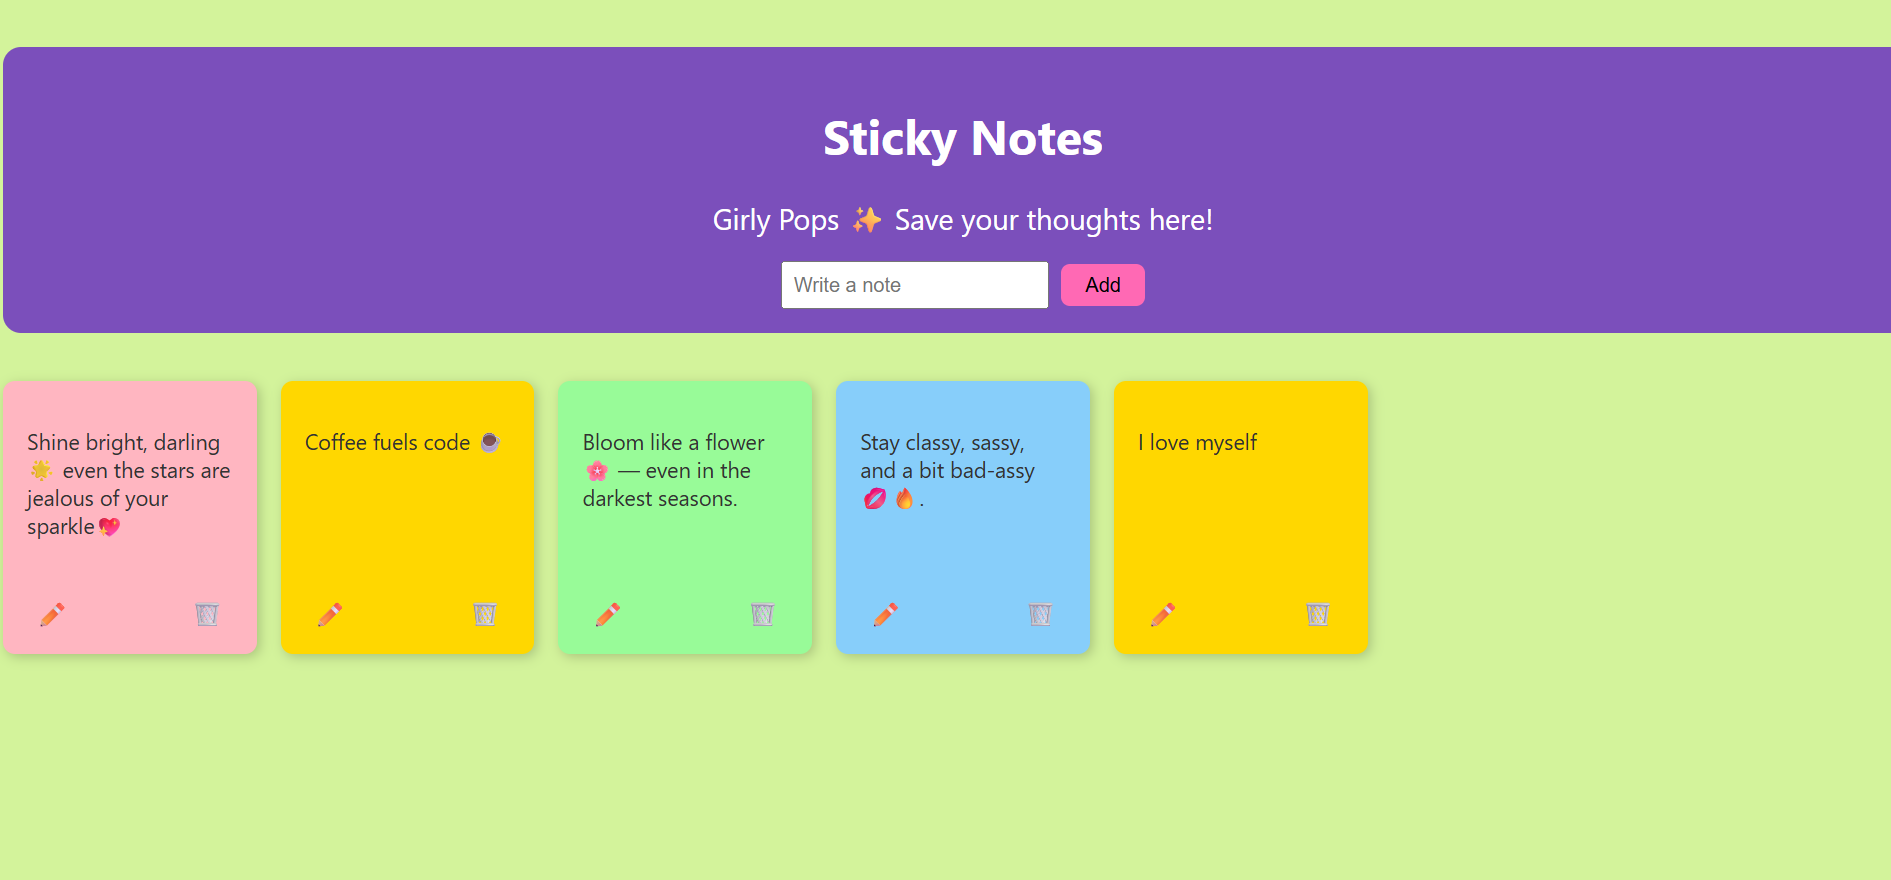 Sticky Notes
Girly Pops ✨ Save your thoughts here!
Write a note
Add
Shine bright, darling
🌟 even the stars are
jealous of your
sparkle💖
Coffee fuels code ☕
Bloom like a flower
🌸 — even in the
darkest seasons.
Stay classy, sassy,
and a bit bad-assy
💋🔥.
I love myself